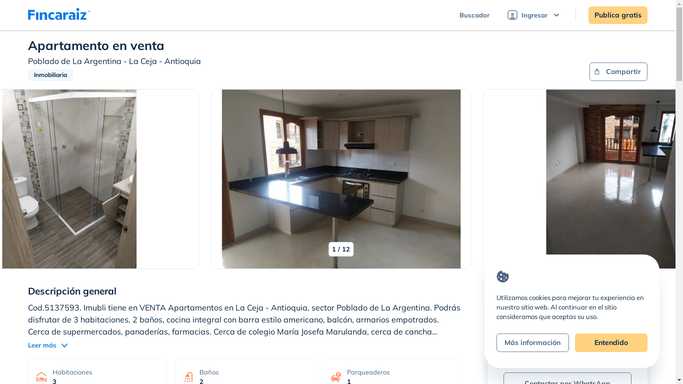 Fincaraiz
Buscador
Ingresar
Publica gratis
Apartamento en venta
Poblado de La Argentina - La Ceja - Antioquia
Inmobiliaria
Compartir
1 / 12
Descripción general
Cod.5137593. Imubli tiene en VENTA Apartamentos en La Ceja - Antioquia, sector Poblado de La Argentina. Podrás
disfrutar de 3 habitaciones, 2 baños, cocina integral con barra estilo americano, balcón, armarios empotrados.
Cerca de supermercados, panaderías, farmacias. Cerca de colegio María Josefa Marulanda, cerca de cancha...
Leer más
Habitaciones
3
Baños
2
Parqueaderos
1
Utilizamos cookies para mejorar tu experiencia en
nuestro sitio web. Al continuar en el sitio
consideramos que aceptas su uso.
Más información
Entendido
Contactar por WhatsApp